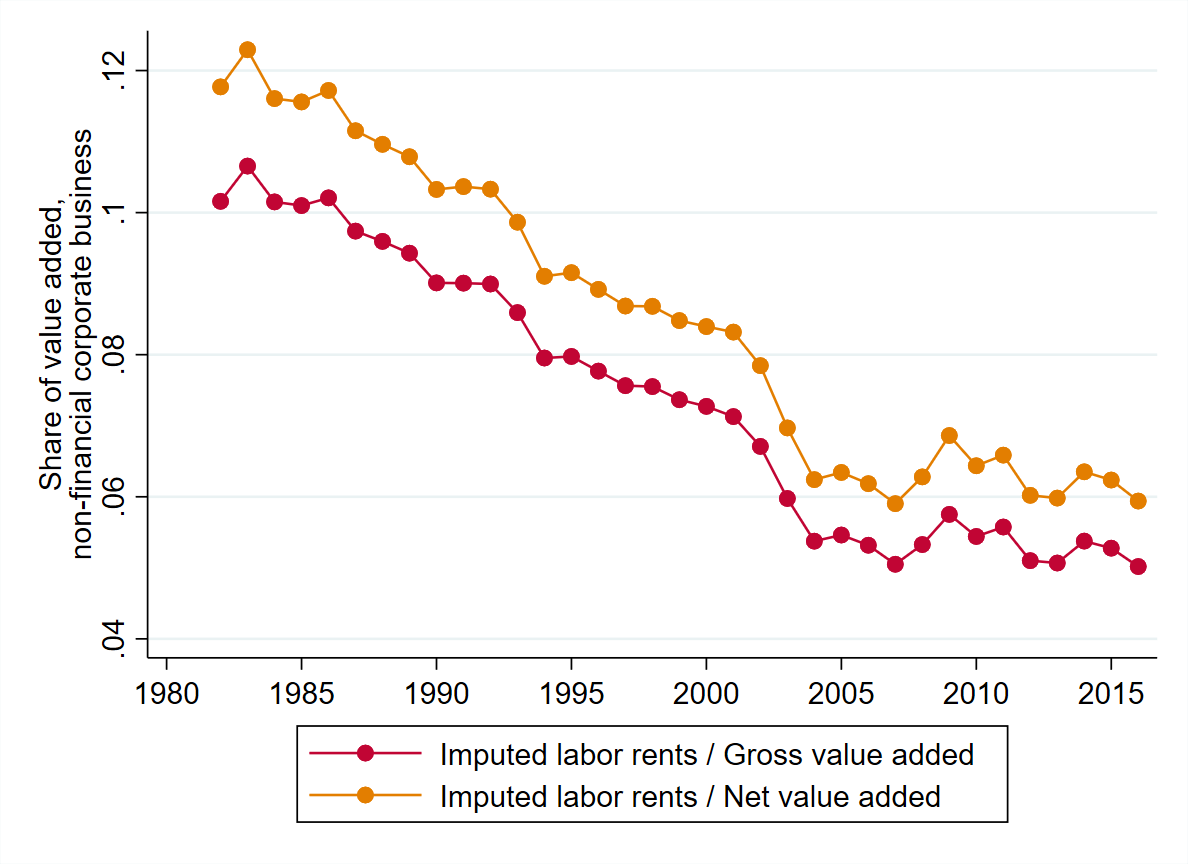 Share of value added,
non-financial corporate business
.12
.1
.08
.06
.04
1980 1985 1990 1995 2000 2005 2010 2015
Imputed labor rents / Gross value added
Imputed labor rents / Net value added